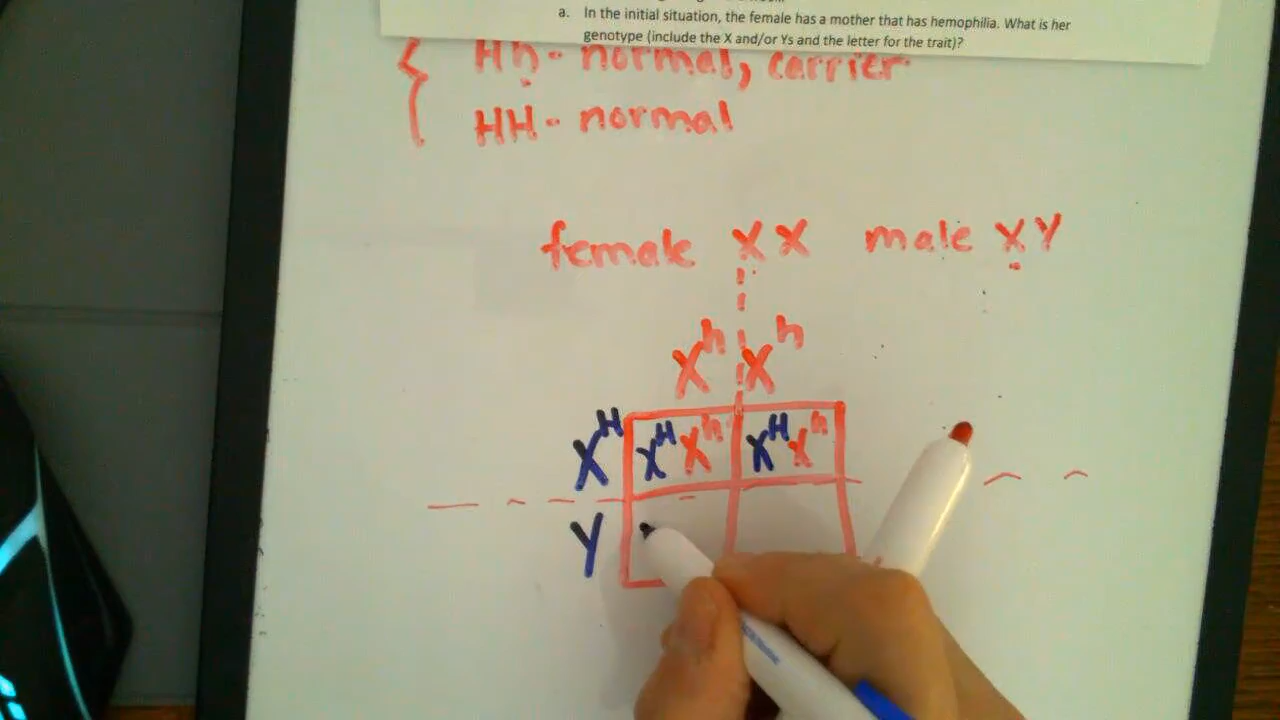 a. In the initial situation, the female has a mother that has hemophilia. What is her
genotype (include the X and/or Ys and the letter for the trait)?
Hh - normal, carrier
HH - normal
female XX male XY
X^h X^h
X^H X^H X^h X^H X^h
Y